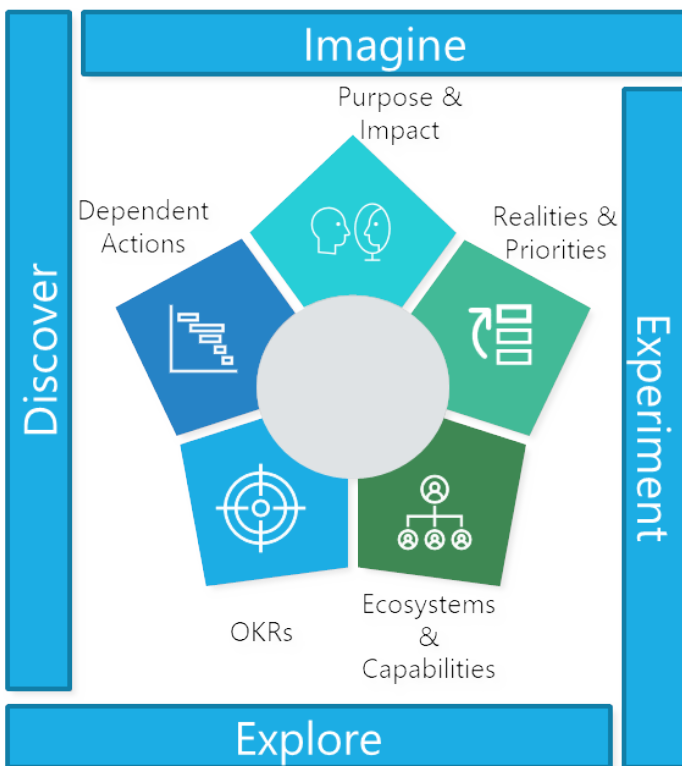 Imagine
Purpose &
Impact
Dependent
Actions
Realities &
Priorities
Discover
Experiment
OKRs
Ecosystems
&
Capabilities
Explore